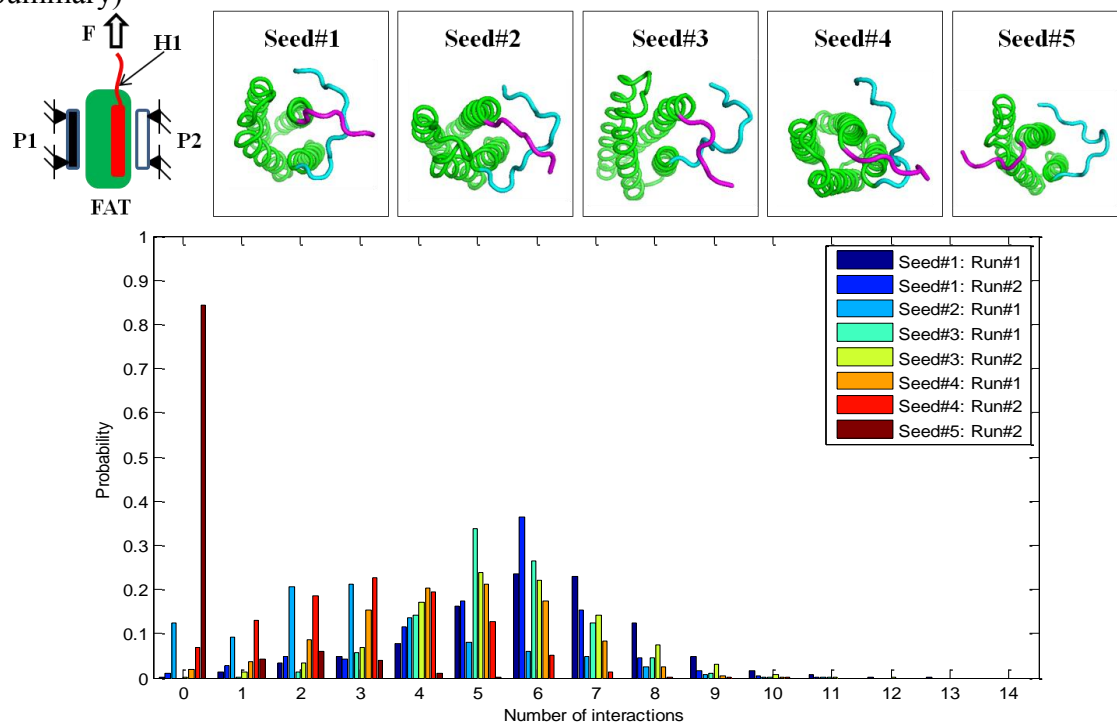 Summary)
F
H1
P1
P2
FAT
Seed#1
Seed#2
Seed#3
Seed#4
Seed#5
1
0.9
0.8
0.7
0.6
0.5
0.4
0.3
0.2
0.1
0
Probability
Seed#1: Run#1
Seed#1: Run#2
Seed#2: Run#1
Seed#3: Run#1
Seed#3: Run#2
Seed#4: Run#1
Seed#4: Run#2
Seed#5: Run#2
0 1 2 3 4 5 6 7 8 9 10 11 12 13 14
Number of interactions